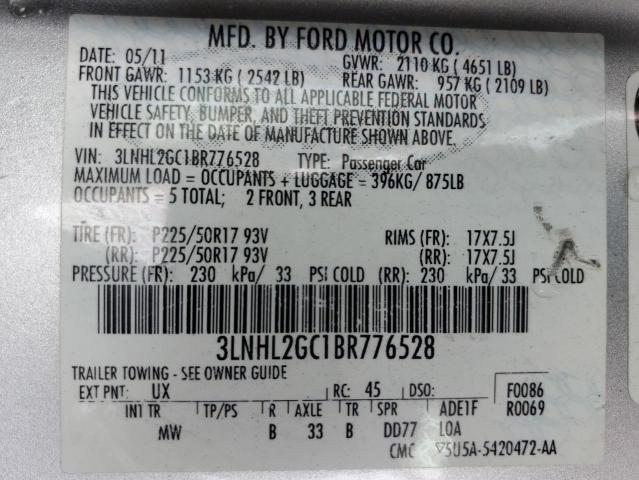 MFD. BY FORD MOTOR CO.
DATE: 05/11 GVWR: 2110 KG (4651 LB)
FRONT GAWR: 1153 KG (2542 LB) REAR GAWR: 957 KG (2109 LB)
THIS VEHICLE CONFORMS TO ALL APPLICABLE FEDERAL MOTOR
VEHICLE SAFETY, BUMPER, AND THEFT PREVENTION STANDARDS
IN EFFECT ON THE DATE OF MANUFACTURE SHOWN ABOVE.
VIN: 3LNHL2GC1BR776528 TYPE: Passenger Car
MAXIMUM LOAD = OCCUPANTS + LUGGAGE = 396KG/ 875LB
OCCUPANTS = 5 TOTAL; 2 FRONT, 3 REAR
TIRE (FR): P225/50R17 93V RIMS (FR): 17X7.5J
(RR): P225/50R17 93V (RR): 17X7.5J
PRESSURE (FR): 230 kPa/ 33 PSI COLD (RR): 230 kPa/ 33 PSI COLD
3LNHL2GC1BR776528
TRAILER TOWING - SEE OWNER GUIDE
EXT PNT: UX RC: 45 DSO: F0086
INT TR TP/PS R AXLE TR SPR ADE1F R0069
MW B 33 B DD77 LOA
CMC 5U5A-5420472-AA